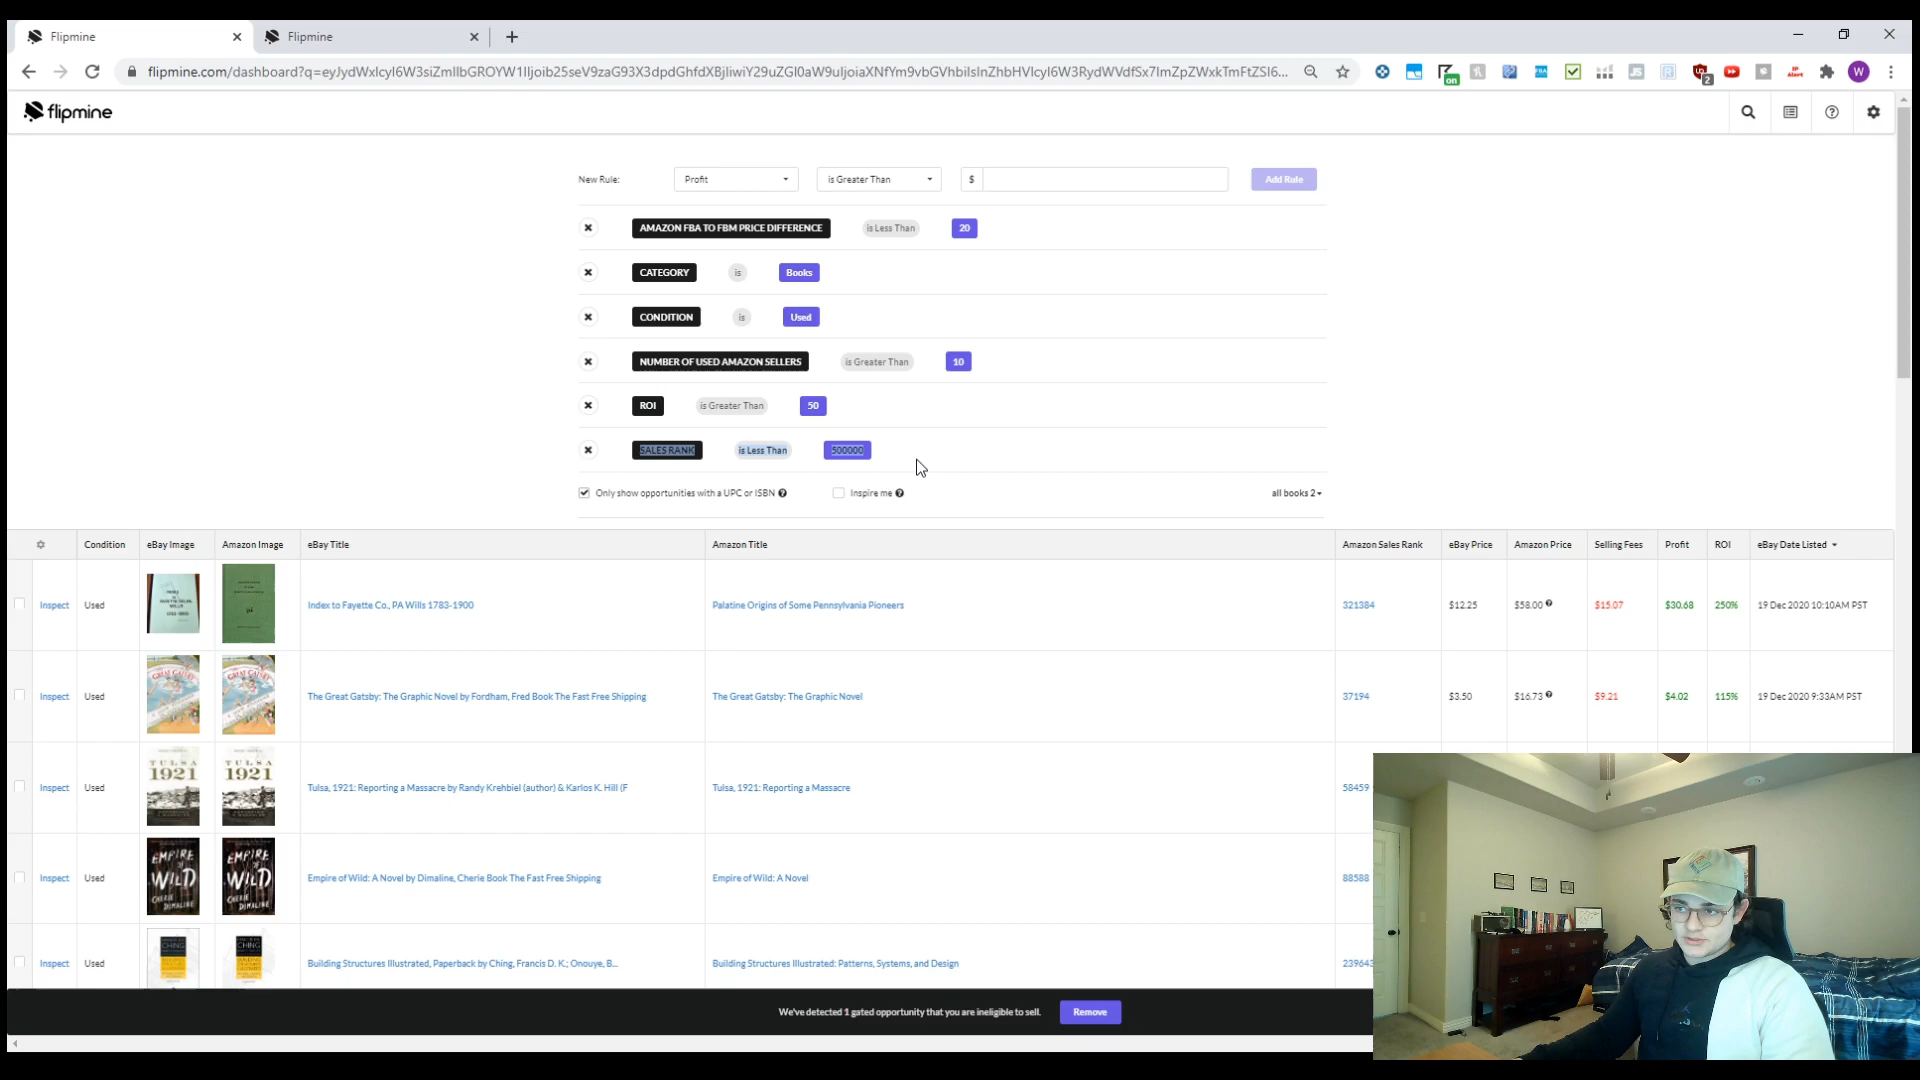 Flipmine
Flipmine
flipmine.com/dashboard?q=eyJydWxlcyI6W3siZmllbGROYW1lIjoib25seV9zaG93X3dpdGhfdXBjIiwiY29uZGl0aW9uIjoiaXNfYm9vbGVhbiIsInZhbHVlIjoi...
W
flipmine
New Rule:
Profit
is Greater Than
$
Add Rule
AMAZON FBA TO FBM PRICE DIFFERENCE is Less Than 20
CATEGORY is Books
CONDITION is Used
NUMBER OF USED AMAZON SELLERS is Greater Than 10
ROI is Greater Than 50
SALES RANK is Less Than 500000
Only show opportunities with a UPC or ISBN
Inspire me
all books 2
Condition eBay Image Amazon Image eBay Title Amazon Title Amazon Sales Rank eBay Price Amazon Price Selling Fees Profit ROI eBay Date Listed
Inspect Used Index to Fayette Co., PA Wills 1783-1900 Palatine Origins of Some Pennsylvania Pioneers 321384 $12.25 $58.00 $15.07 $30.68 250% 19 Dec 2020 10:10AM PST
Inspect Used The Great Gatsby: The Graphic Novel by Fordham, Fred Book The Fast Free Shipping The Great Gatsby: The Graphic Novel 37194 $3.50 $16.73 $9.21 $4.02 115% 19 Dec 2020 9:33AM PST
GREAT GATSBY
GREAT GATSBY
Inspect Used Tulsa, 1921: Reporting a Massacre by Randy Krehbiel (author) & Karlos K. Hill (F Tulsa, 1921: Reporting a Massacre 58459
TULSA 1921
TULSA 1921
Inspect Used Empire of Wild: A Novel by Dimaline, Cherie Book The Fast Free Shipping Empire of Wild: A Novel 88588
EMPIRE OF WILD CHERIE DIMALINE
EMPIRE OF WILD CHERIE DIMALINE
Inspect Used Building Structures Illustrated, Paperback by Ching, Francis D. K.; Onouye, B... Building Structures Illustrated: Patterns, Systems, and Design 239643
CHING
CHING
We've detected 1 gated opportunity that you are ineligible to sell.
Remove